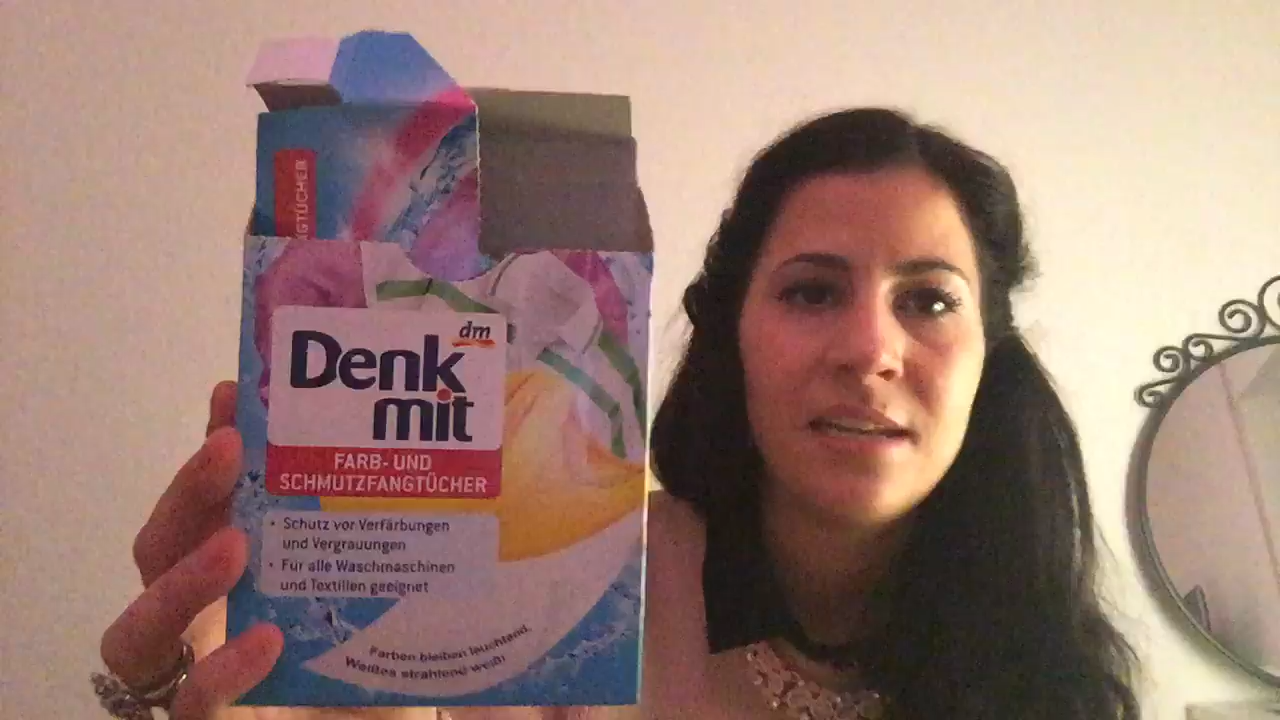 NGTÜCHER
dm
Denk
mit
FARB- UND
SCHMUTZFANGTÜCHER
• Schutz vor Verfärbungen
und Vergrauungen
• Für alle Waschmaschinen
und Textilien geeignet
Farben bleiben leuchtend,
Weißes strahlend weiß!